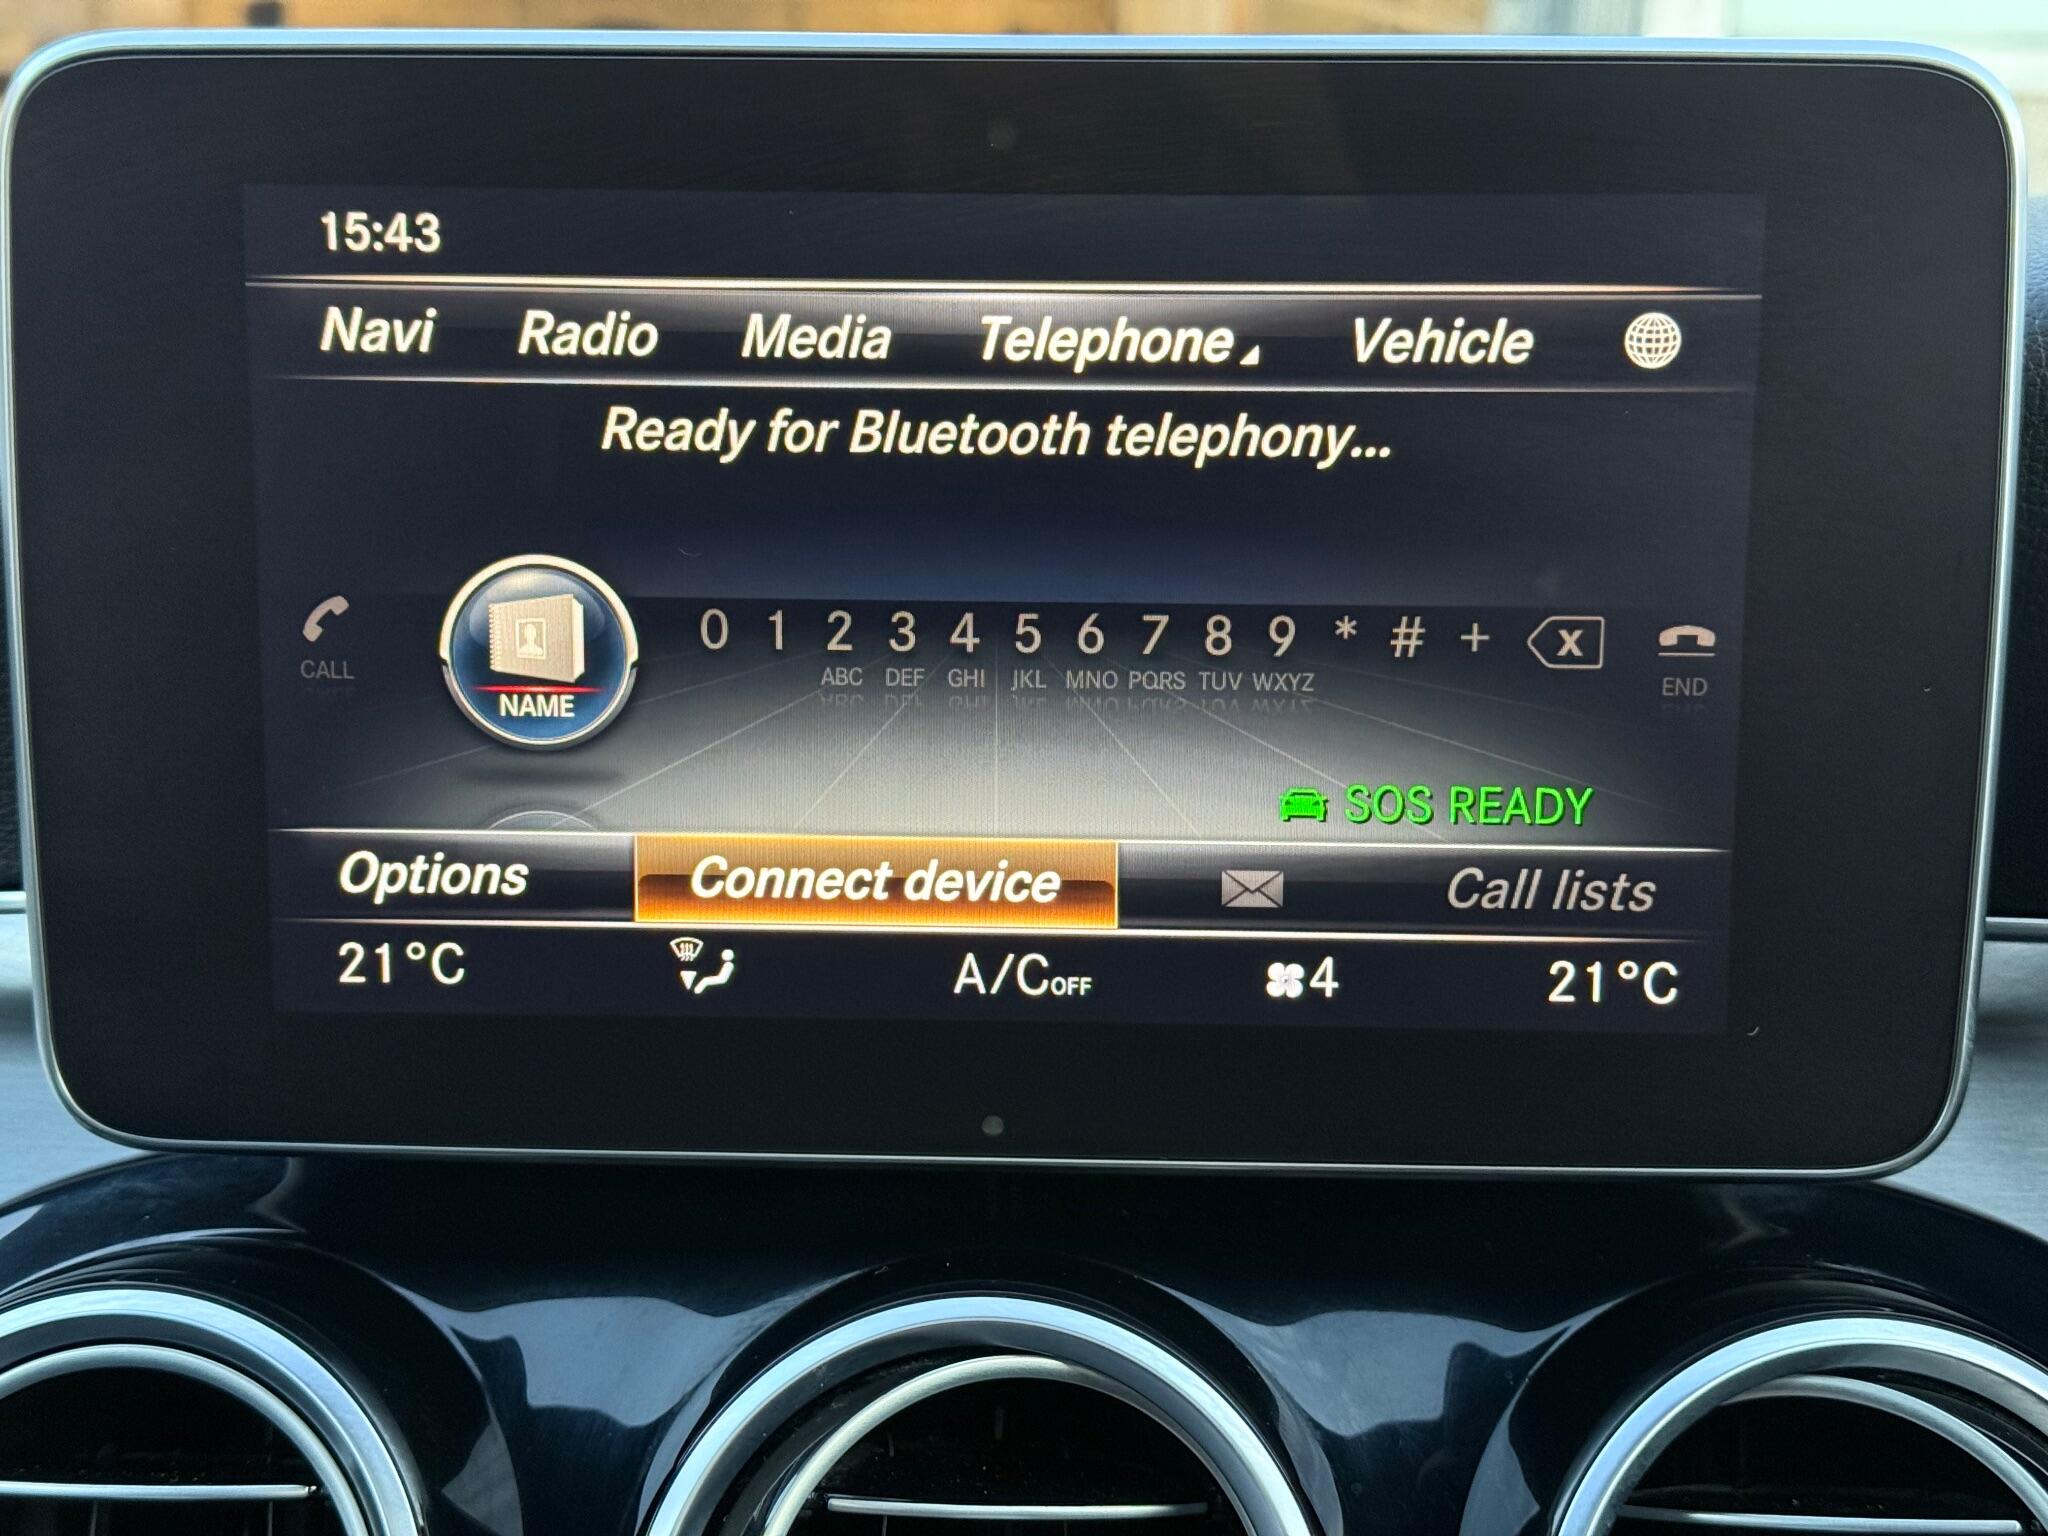 15:43
Navi Radio Media Telephone Vehicle
Ready for Bluetooth telephony...
0 1 2 3 4 5 6 7 8 9 * # + X
CALL ABC DEF GHI JKL MNO PQRS TUV WXYZ END
NAME
SOS READY
Options Connect device Call lists
21°C A/C OFF 4 21°C